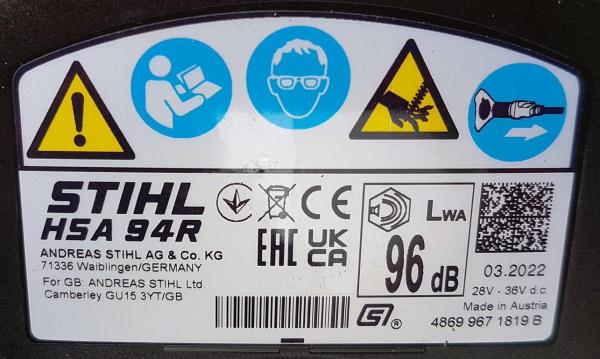 STIHL
HSA 94R
ANDREAS STIHL AG & Co. KG
71336 Waiblingen/GERMANY
For GB: ANDREAS STIHL Ltd.
Camberley GU15 3YT/GB
CE
EAC UK CA
LWA
96 dB
03.2022
28V - 36V d.c.
Made in Austria
®
4869 967 1819 B